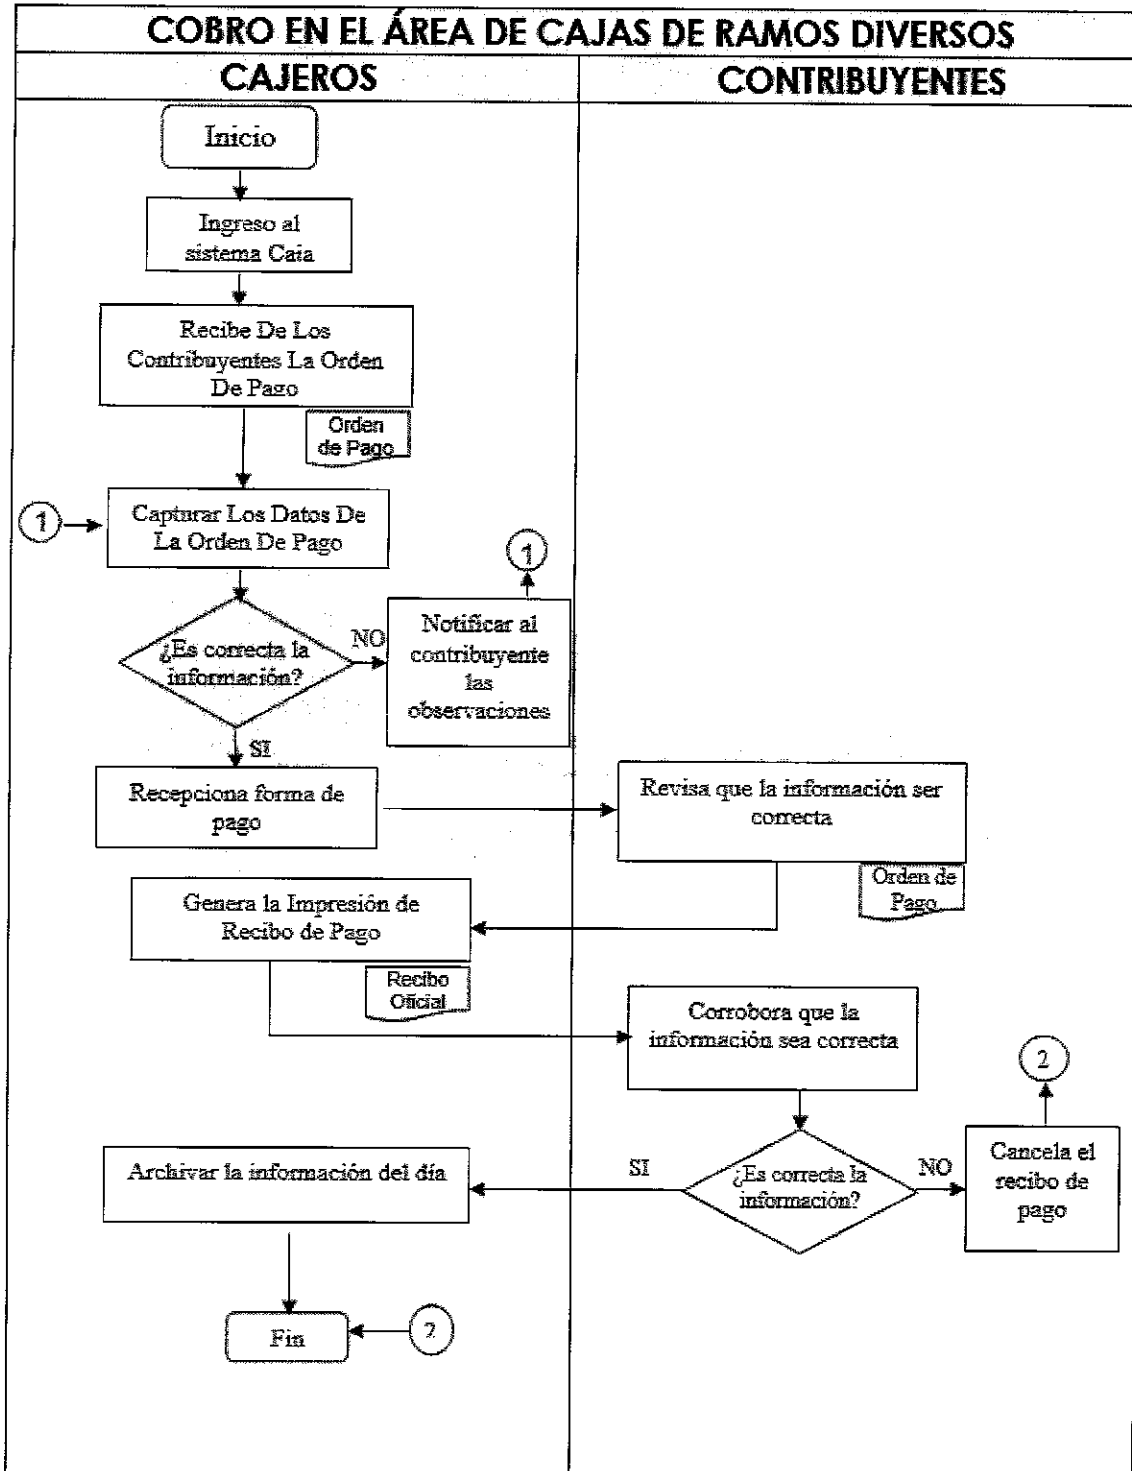 COBRO EN EL ÁREA DE CAJAS DE RAMOS DIVERSOS
CAJEROS
CONTRIBUYENTES
Inicio
Ingreso al
sistema Caja
Recibe De Los
Contribuyentes La Orden
De Pago
Orden
de Pago
1
Capturar Los Datos De
La Orden De Pago
1
¿Es correcta la
información?
NO
Notificar al
contribuyente
las
observaciones
SI
Recepciona forma de
pago
Revisa que la información ser
correcta
Orden de
Pago
Genera la Impresión de
Recibo de Pago
Recibo
Oficial
Corrobora que la
información sea correcta
2
¿Es correcta la
información?
SI
NO
Cancela el
recibo de
pago
Archivar la información del día
Fin
2